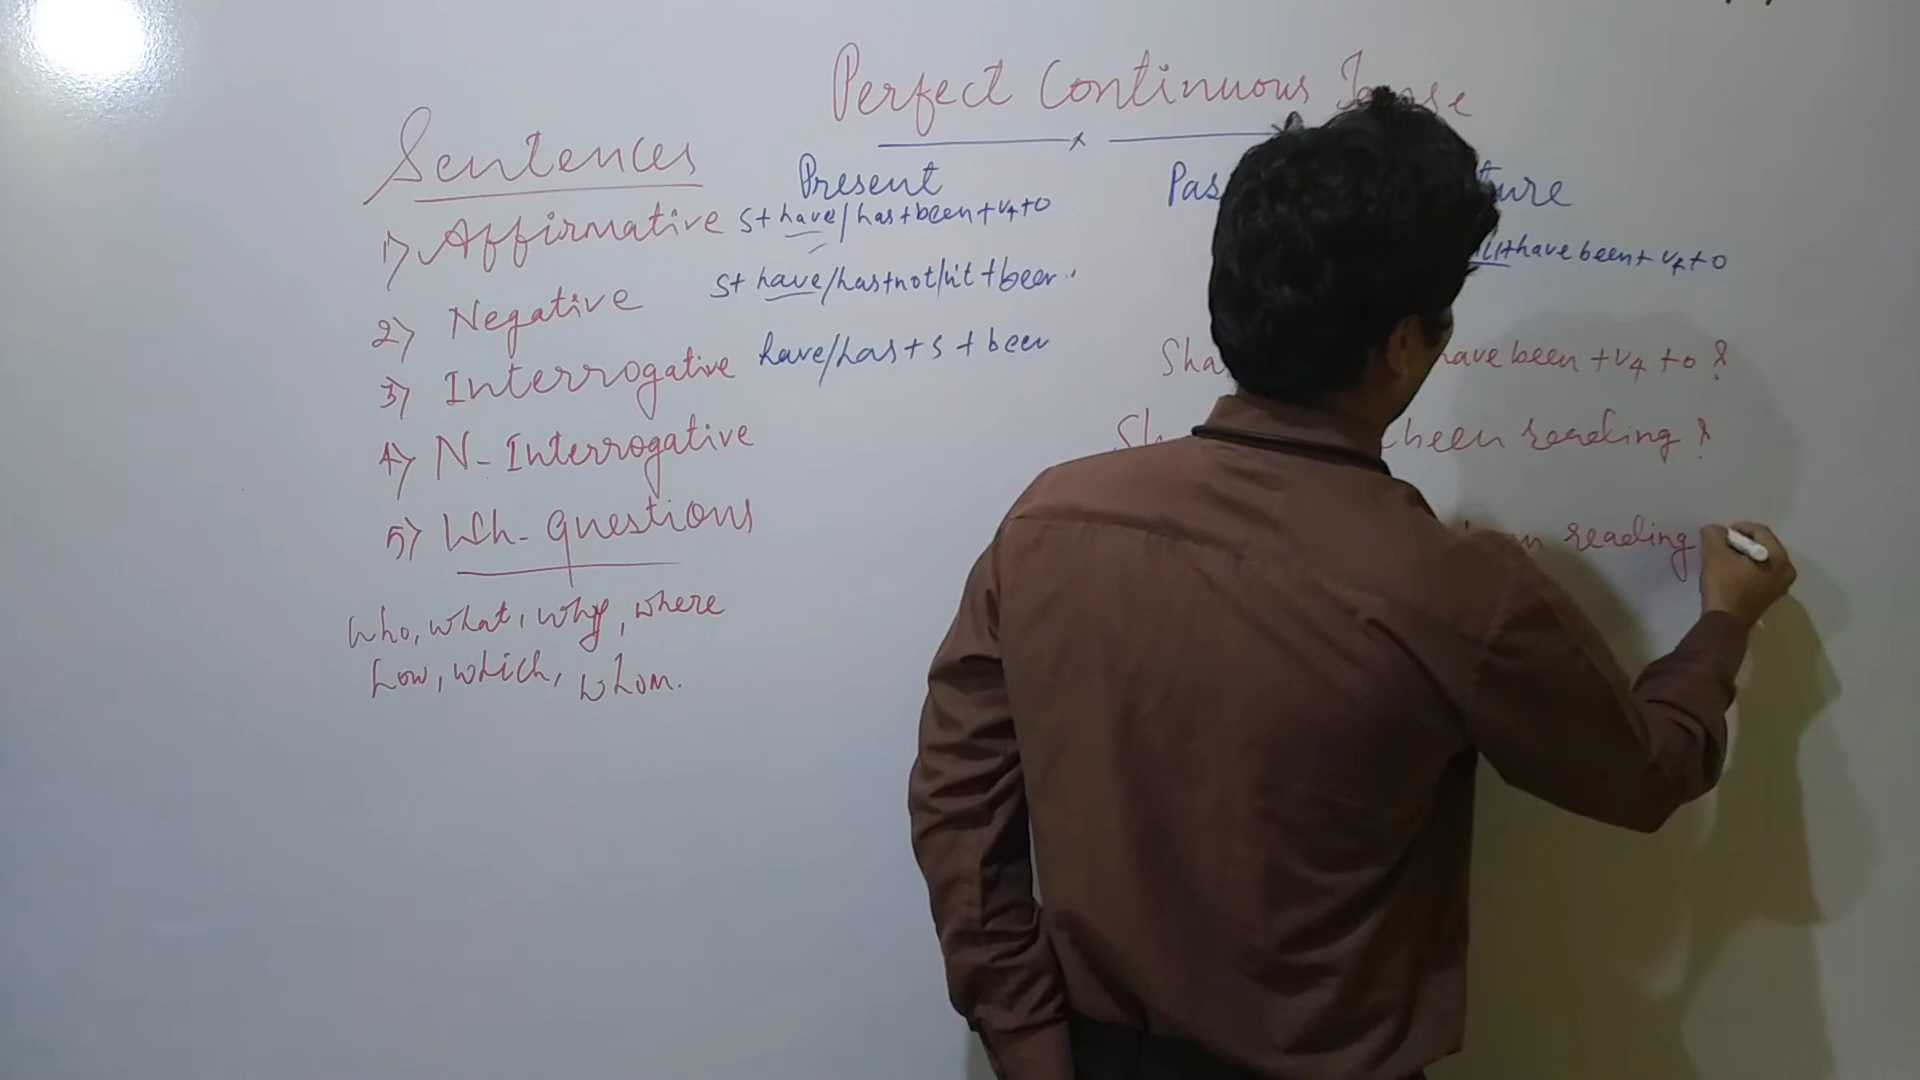 Perfect Continuous Tense
Sentences
Present
1) Affirmative S+ have/has+been+V4+o
have been + V4+o
2) Negative S+ have/has+not/n't+been
3) Interrogative have/has+S+been
have been +V4 +o ?
4) N-Interrogative
been reading ?
5) Wh-questions
reading
who, what, why, where
how, which, whom.